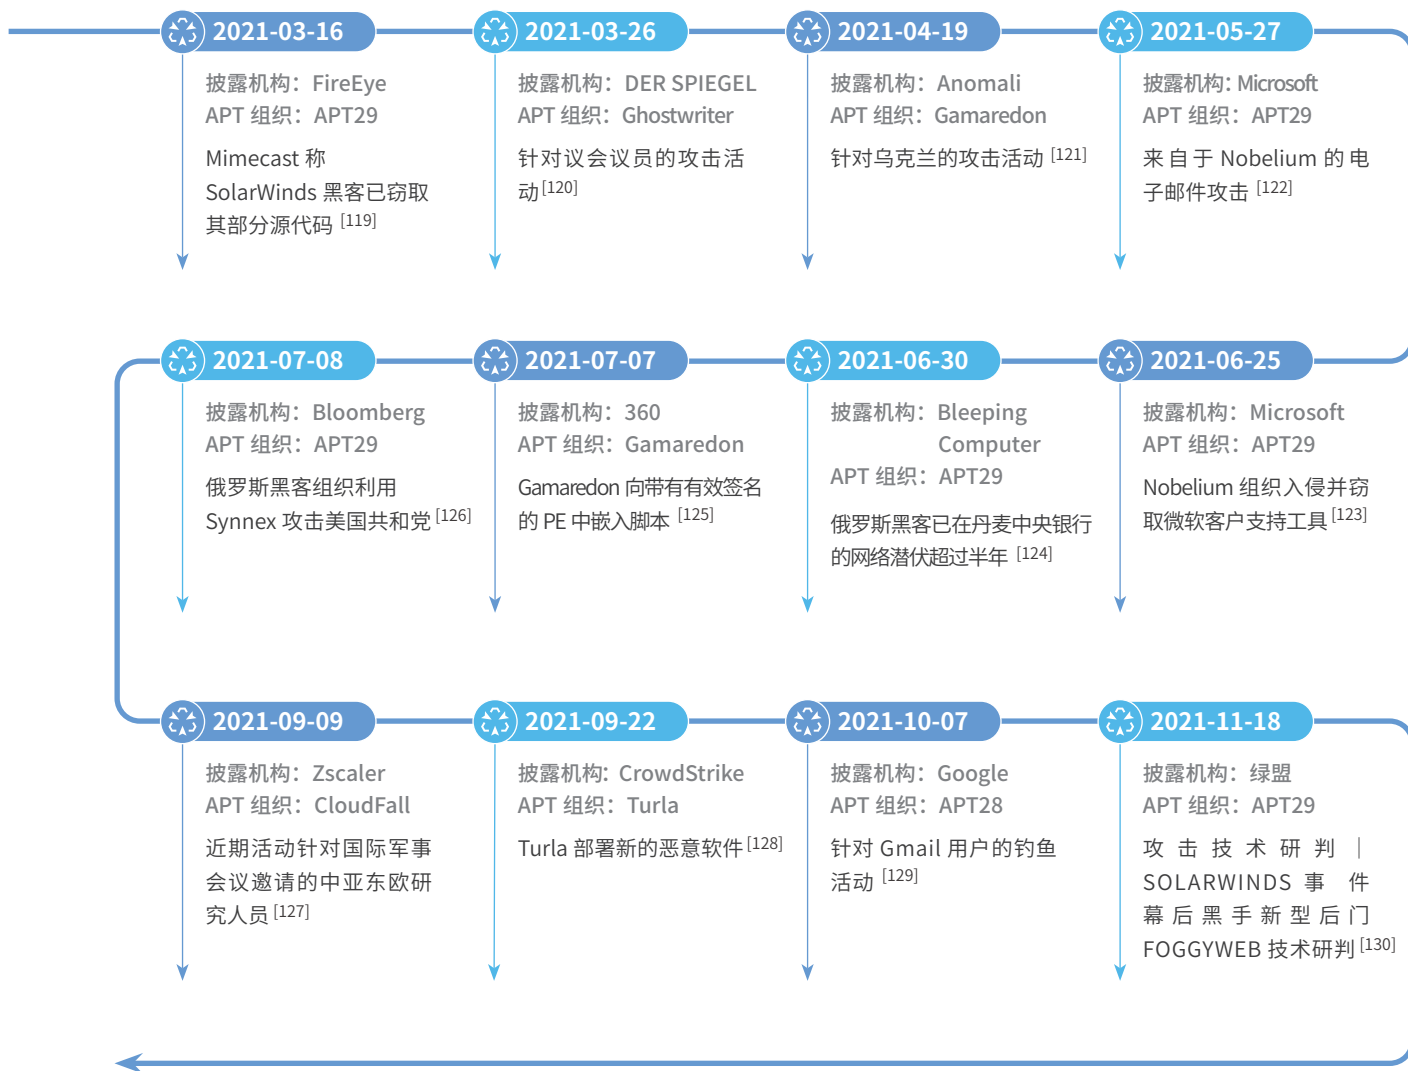 2021-03-16
披露机构：FireEye
APT 组织：APT29
Mimecast 称
SolarWinds 黑客已窃取
其部分源代码 [119]
2021-03-26
披露机构：DER SPIEGEL
APT 组织：Ghostwriter
针对议会议员的攻击活
动[120]
2021-04-19
披露机构：Anomali
APT 组织：Gamaredon
针对乌克兰的攻击活动 [121]
2021-05-27
披露机构：Microsoft
APT 组织：APT29
来自于 Nobelium 的电
子邮件攻击 [122]
2021-07-08
披露机构：Bloomberg
APT 组织：APT29
俄罗斯黑客组织利用
Synnex 攻击美国共和党 [126]
2021-07-07
披露机构：360
APT 组织：Gamaredon
Gamaredon 向带有有效签名
的 PE 中嵌入脚本 [125]
2021-06-30
披露机构：Bleeping
Computer
APT 组织：APT29
俄罗斯黑客已在丹麦中央银行
的网络潜伏超过半年 [124]
2021-06-25
披露机构：Microsoft
APT 组织：APT29
Nobelium 组织入侵并窃
取微软客户支持工具 [123]
2021-09-09
披露机构：Zscaler
APT 组织：CloudFall
近期活动针对国际军事
会议邀请的中亚东欧研
究人员 [127]
2021-09-22
披露机构：CrowdStrike
APT 组织：Turla
Turla 部署新的恶意软件 [128]
2021-10-07
披露机构：Google
APT 组织：APT28
针对 Gmail 用户的钓鱼
活动 [129]
2021-11-18
披露机构：绿盟
APT 组织：APT29
攻击技术研判｜
SOLARWINDS 事件
幕后黑手新型后门
FOGGYWEB 技术研判 [130]